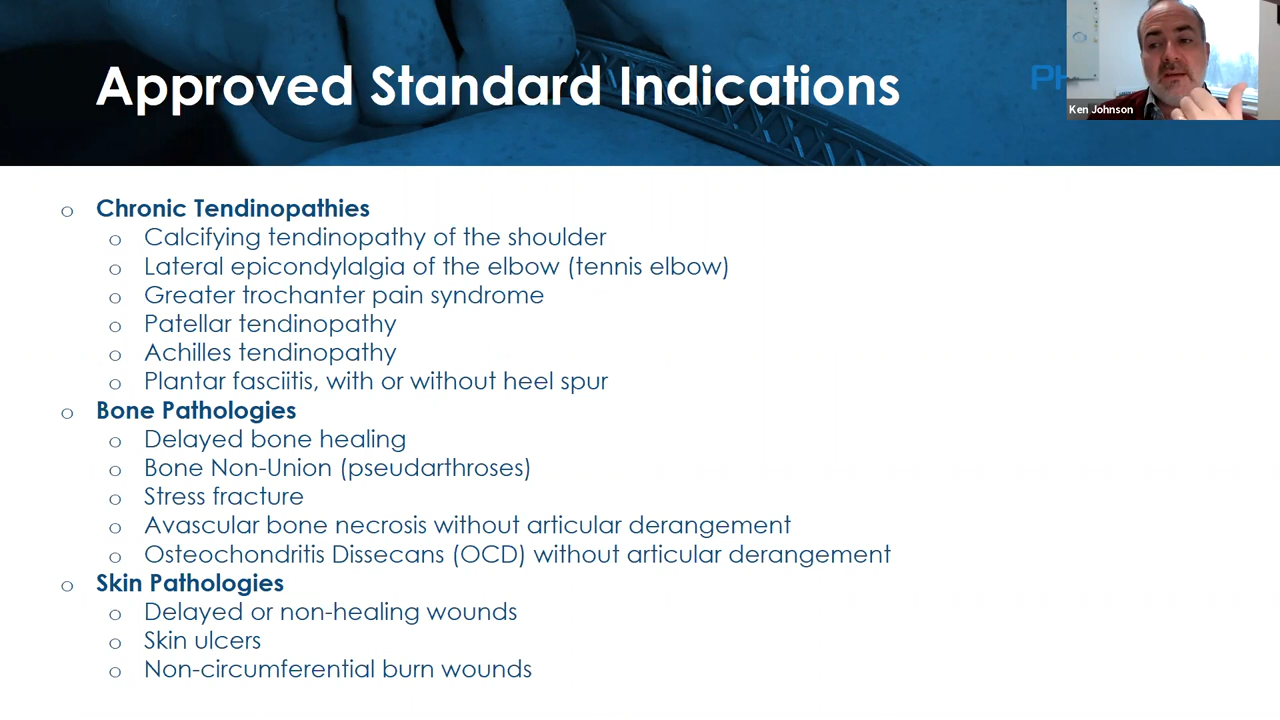 Approved Standard Indications
PH
Ken Johnson
o Chronic Tendinopathies
o Calcifying tendinopathy of the shoulder
o Lateral epicondylalgia of the elbow (tennis elbow)
o Greater trochanter pain syndrome
o Patellar tendinopathy
o Achilles tendinopathy
o Plantar fasciitis, with or without heel spur
o Bone Pathologies
o Delayed bone healing
o Bone Non-Union (pseudarthroses)
o Stress fracture
o Avascular bone necrosis without articular derangement
o Osteochondritis Dissecans (OCD) without articular derangement
o Skin Pathologies
o Delayed or non-healing wounds
o Skin ulcers
o Non-circumferential burn wounds